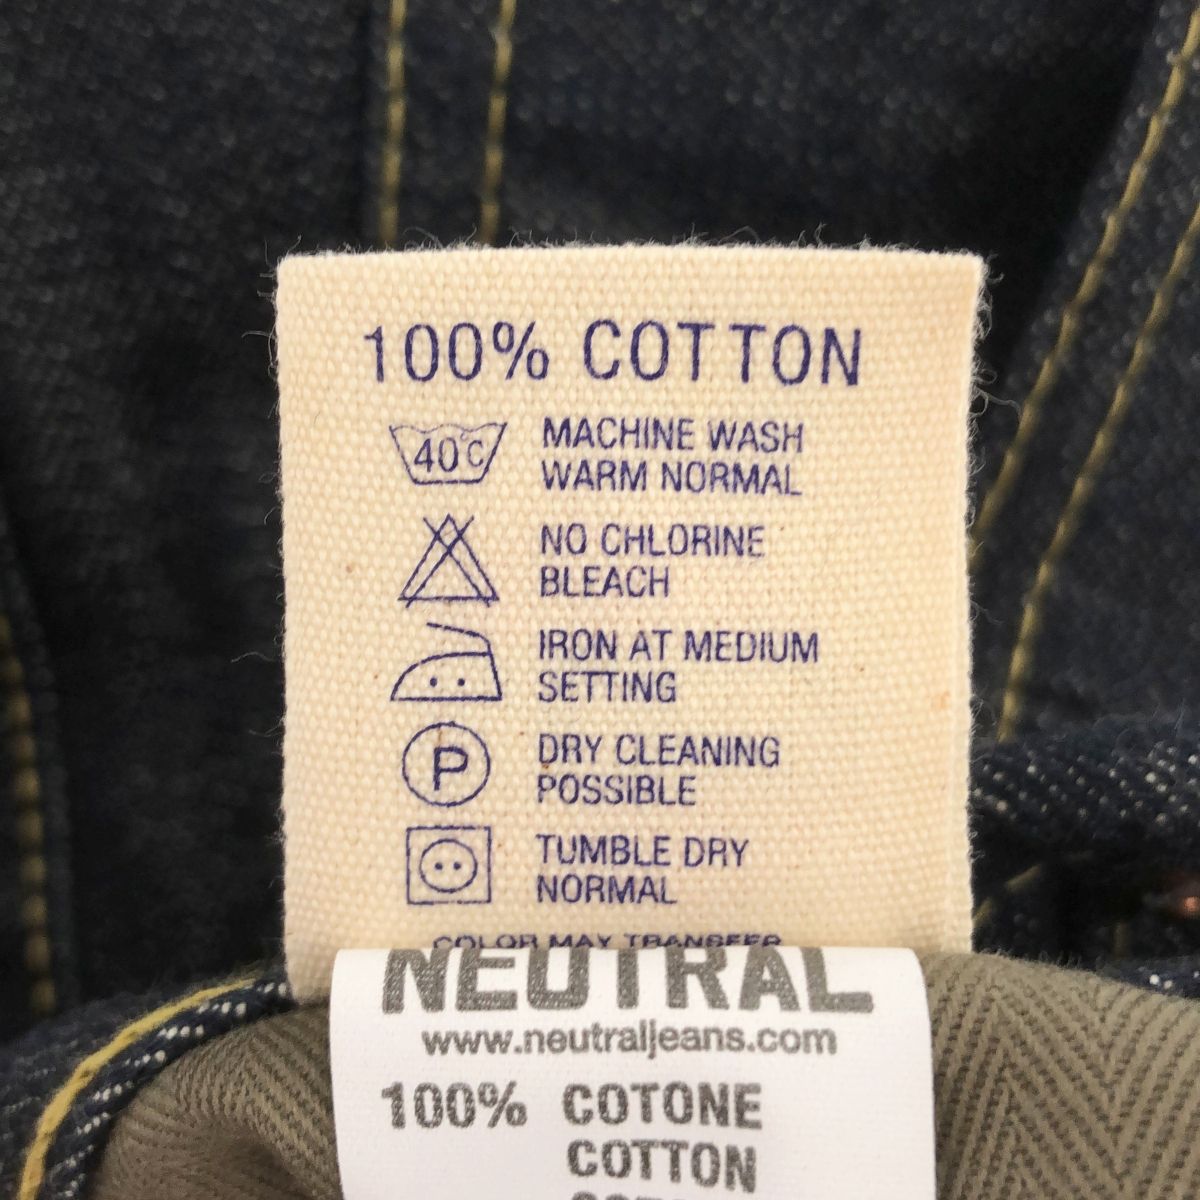 100% COTTON
40°C MACHINE WASH
WARM NORMAL
NO CHLORINE
BLEACH
IRON AT MEDIUM
SETTING
P DRY CLEANING
POSSIBLE
TUMBLE DRY
NORMAL
COLOR MAY TRANSFER
NEUTRAL
www.neutraljeans.com
100% COTONE
COTTON